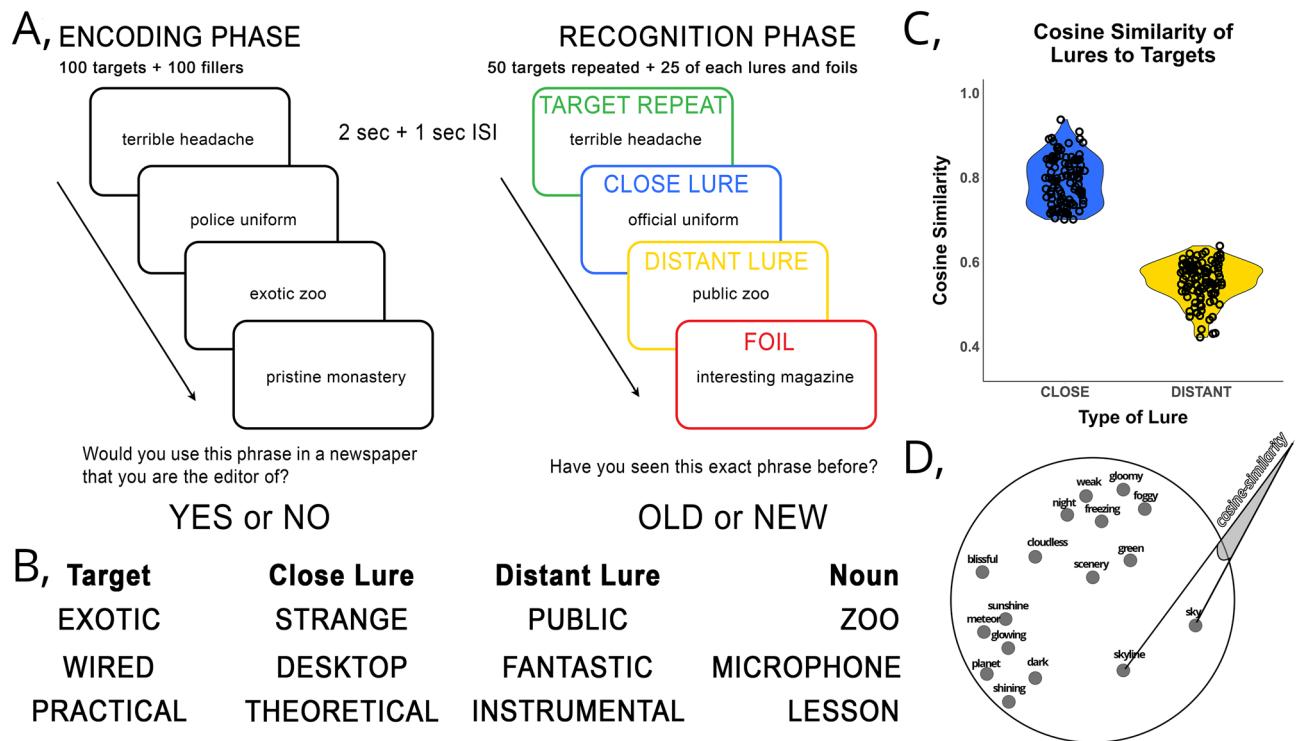 A,
ENCODING PHASE
100 targets + 100 fillers
terrible headache
police uniform
exotic zoo
pristine monastery
Would you use this phrase in a newspaper
that you are the editor of?
YES or NO
2 sec + 1 sec ISI
RECOGNITION PHASE
50 targets repeated + 25 of each lures and foils
TARGET REPEAT
terrible headache
CLOSE LURE
official uniform
DISTANT LURE
public zoo
FOIL
interesting magazine
Have you seen this exact phrase before?
OLD or NEW
B,
Target Close Lure Distant Lure Noun
EXOTIC STRANGE PUBLIC ZOO
WIRED DESKTOP FANTASTIC MICROPHONE
PRACTICAL THEORETICAL INSTRUMENTAL LESSON
C,
Cosine Similarity of
Lures to Targets
Cosine Similarity
1.0
0.8
0.6
0.4
CLOSE DISTANT
Type of Lure
D,
cosine-similarity
gloomy
weak
foggy
night
freezing
cloudless
green
blissful
scenery
sunshine
sky
meteor
glowing
skyline
planet
dark
shining